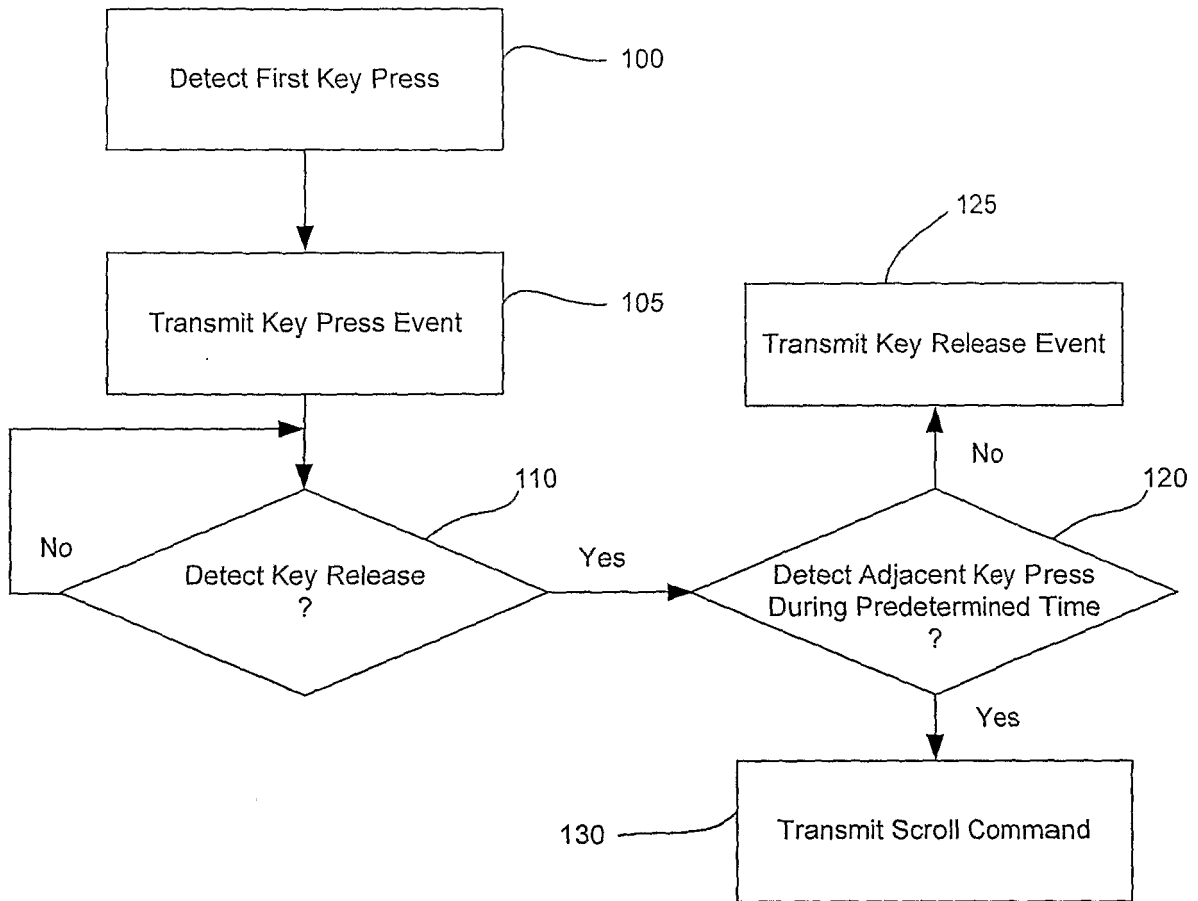 Detect First Key Press
100
Transmit Key Press Event
105
125
Transmit Key Release Event
No
110
120
No
Detect Key Release
?
Yes
Detect Adjacent Key Press
During Predetermined Time
?
Yes
130
Transmit Scroll Command